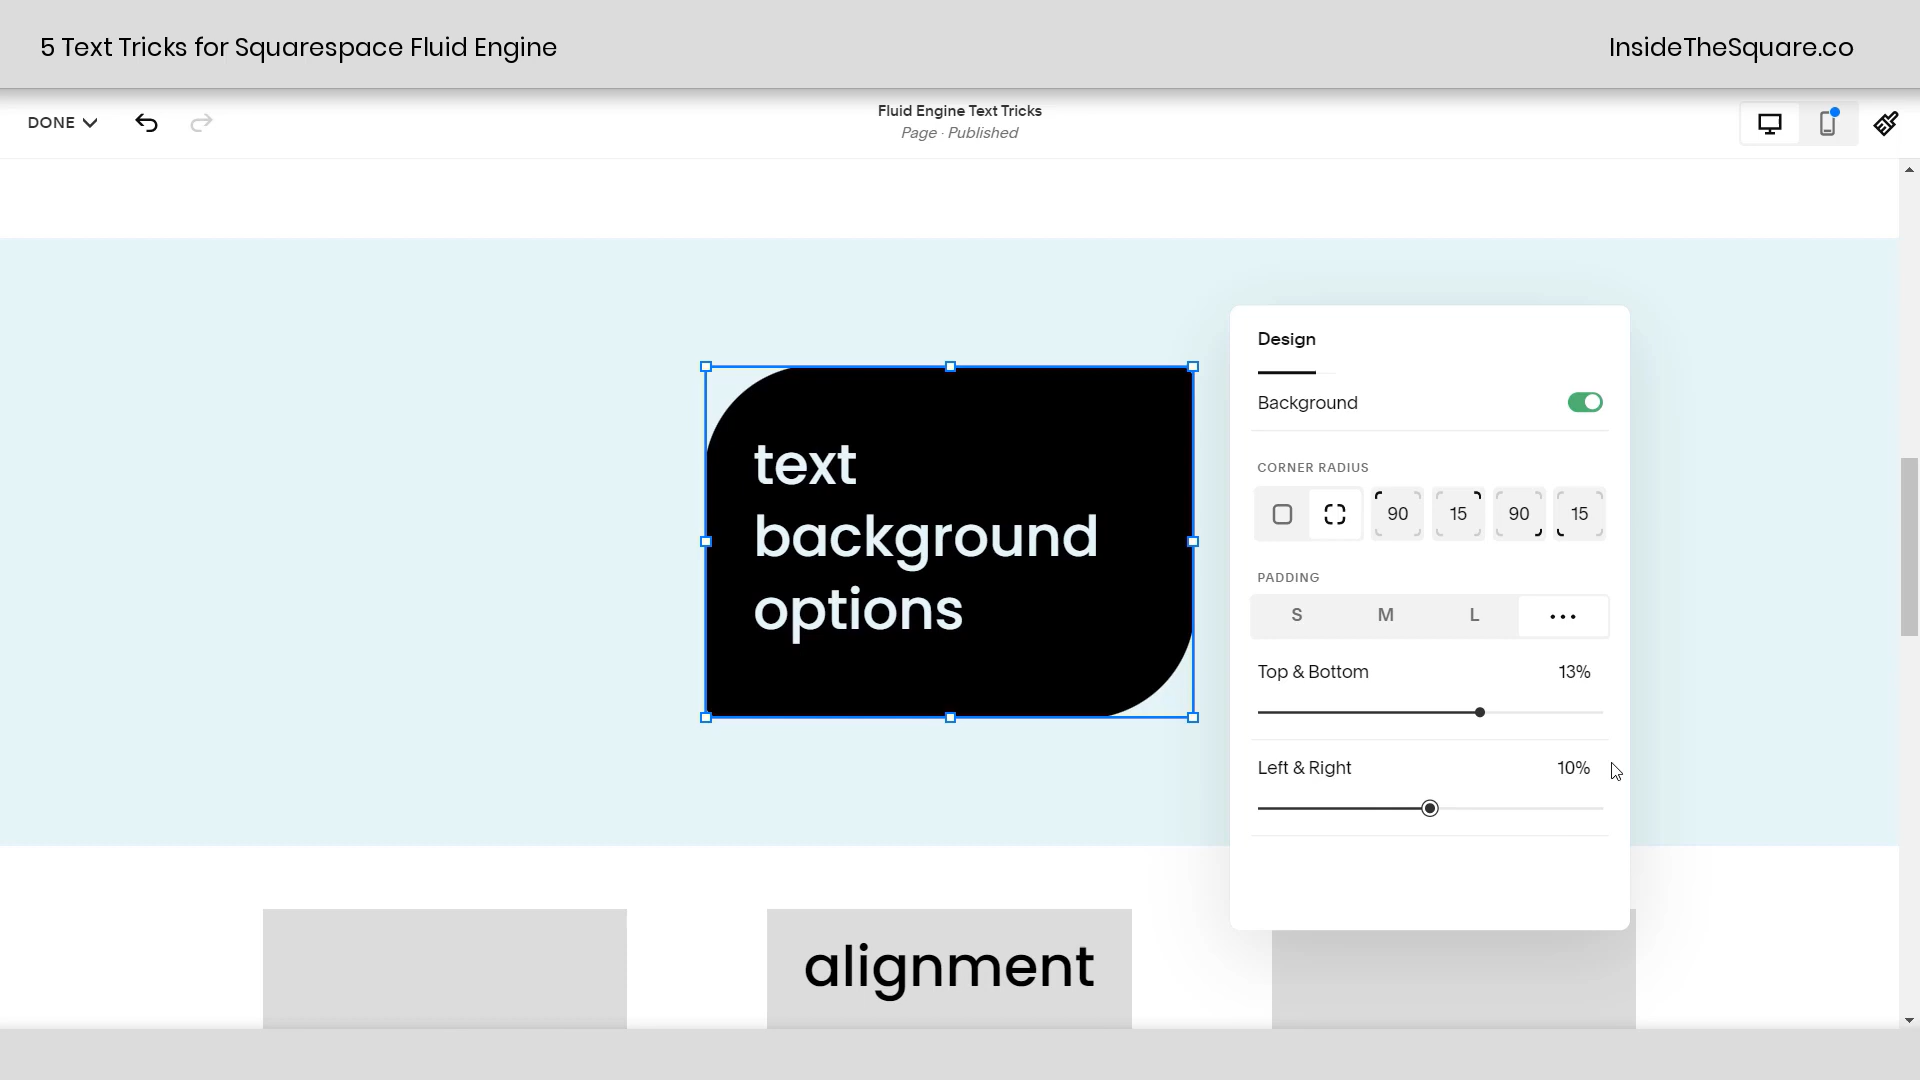 5 Text Tricks for Squarespace Fluid Engine
InsideTheSquare.co
DONE
Fluid Engine Text Tricks
Page · Published
text
background
options
Design
Background
CORNER RADIUS
90 15 90 15
PADDING
S M L ...
Top & Bottom 13%
Left & Right 10%
alignment